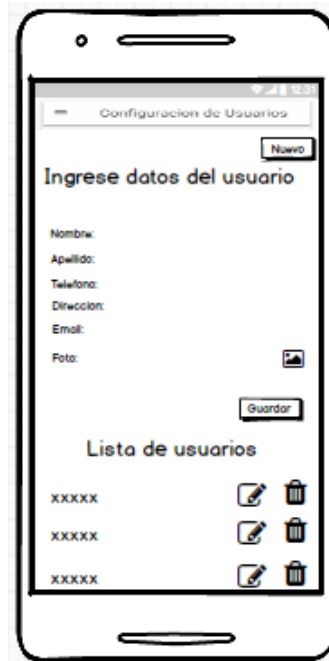 12:31
Configuracion de Usuarios
Nuevo
Ingrese datos del usuario
Nombre:
Apellido:
Telefono:
Direccion:
Email:
Foto:
Guardar
Lista de usuarios
xxxxx
xxxxx
xxxxx